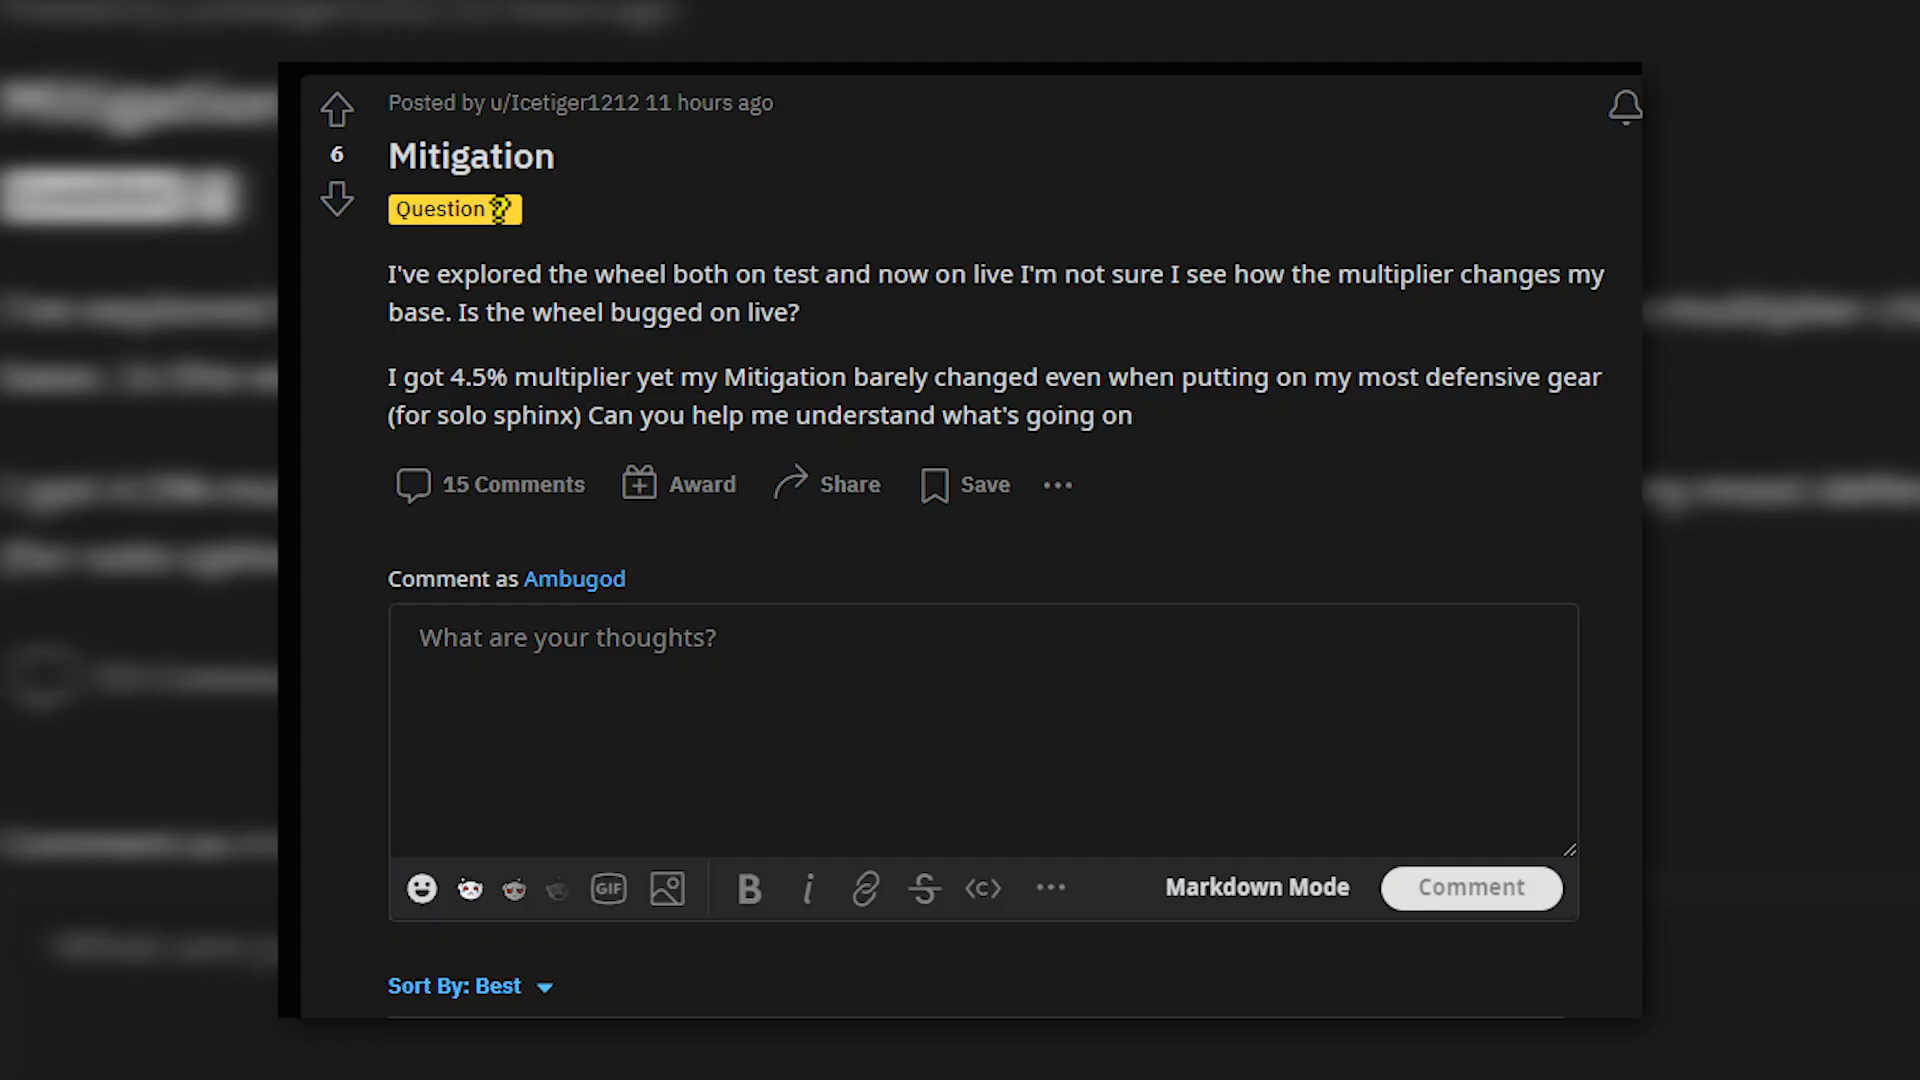 Posted by u/Icetiger1212 11 hours ago
6
Mitigation
Question
I've explored the wheel both on test and now on live I'm not sure I see how the multiplier changes my
base. Is the wheel bugged on live?
I got 4.5% multiplier yet my Mitigation barely changed even when putting on my most defensive gear
(for solo sphinx) Can you help me understand what's going on
15 Comments Award Share Save
Comment as Ambugod
What are your thoughts?
GIF B i S <c> Markdown Mode Comment
Sort By: Best